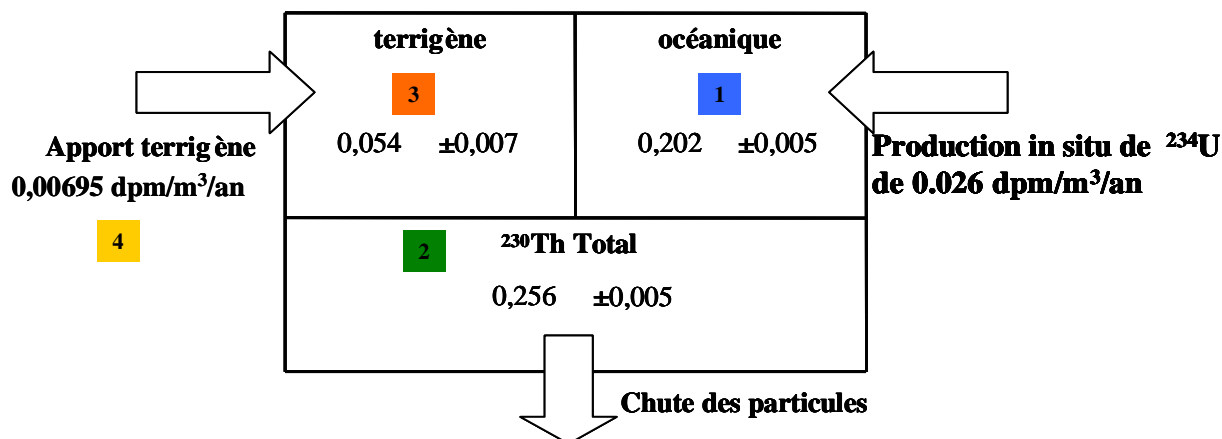 terrigène
océanique
3
1
0,054 ±0,007
0,202 ±0,005
Apport terrigène
0,00695 dpm/m³/an
4
Production in situ de ²³⁴U
de 0.026 dpm/m³/an
2
²³⁰Th Total
0,256 ±0,005
Chute des particules